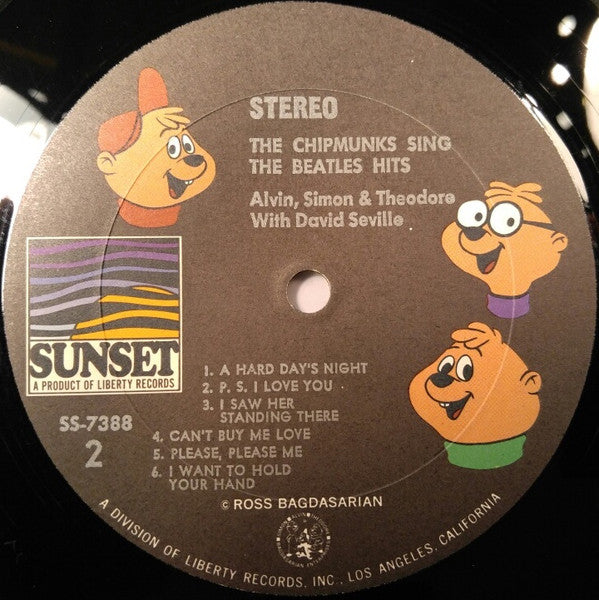 STEREO
THE CHIPMUNKS SING
THE BEATLES HITS
Alvin, Simon & Theodore
With David Seville
SUNSET
A PRODUCT OF LIBERTY RECORDS
SS-7388
2
1. A HARD DAY'S NIGHT
2. P. S. I LOVE YOU
3. I SAW HER
STANDING THERE
4. CAN'T BUY ME LOVE
5. PLEASE, PLEASE ME
6. I WANT TO HOLD
YOUR HAND
© ROSS BAGDASARIAN
A DIVISION OF LIBERTY RECORDS, INC., LOS ANGELES, CALIFORNIA